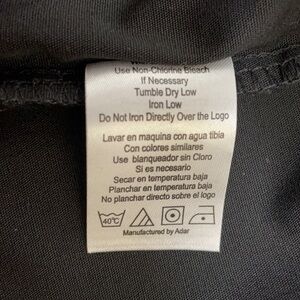 Use Non-Chlorine Bleach
If Necessary
Tumble Dry Low
Iron Low
Do Not Iron Directly Over the Logo
Lavar en maquina con agua tibia
Con colores similares
Use blanqueador sin Cloro
Si es necesario
Secar en temperatura baja
Planchar en temperatura baja
No planchar directo sobre el logo
40°C
Manufactured by Adar